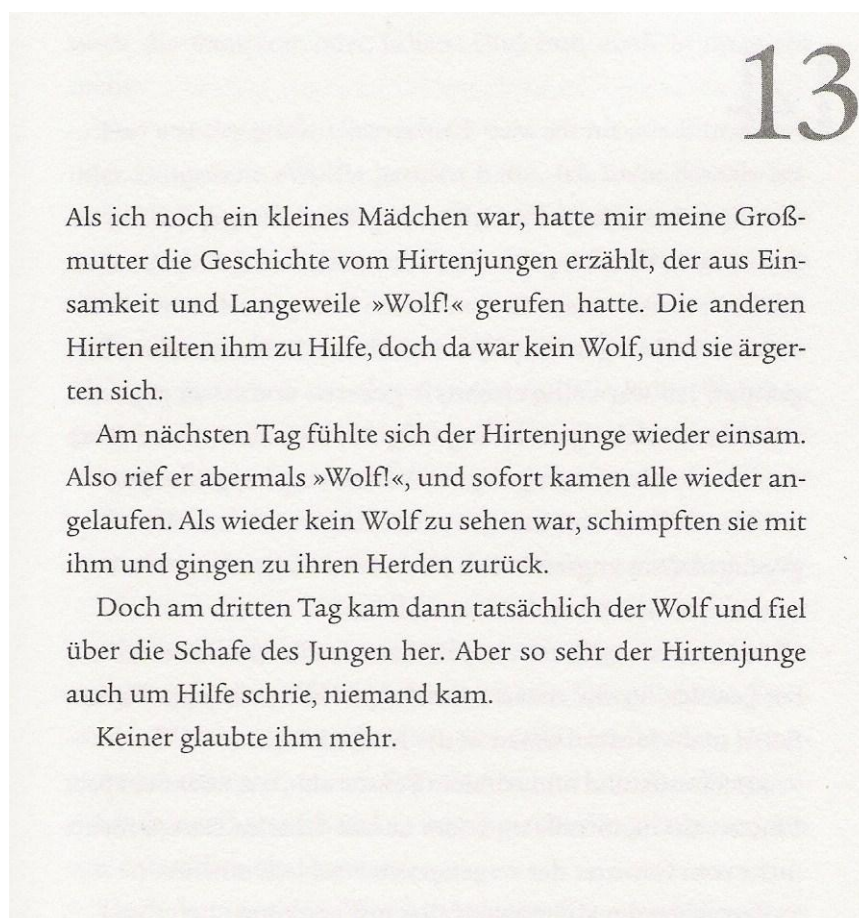 13
Als ich noch ein kleines Mädchen war, hatte mir meine Groß-
mutter die Geschichte vom Hirtenjungen erzählt, der aus Ein-
samkeit und Langeweile »Wolf!« gerufen hatte. Die anderen
Hirten eilten ihm zu Hilfe, doch da war kein Wolf, und sie ärger-
ten sich.
Am nächsten Tag fühlte sich der Hirtenjunge wieder einsam.
Also rief er abermals »Wolf!«, und sofort kamen alle wieder an-
gelaufen. Als wieder kein Wolf zu sehen war, schimpften sie mit
ihm und gingen zu ihren Herden zurück.
Doch am dritten Tag kam dann tatsächlich der Wolf und fiel
über die Schafe des Jungen her. Aber so sehr der Hirtenjunge
auch um Hilfe schrie, niemand kam.
Keiner glaubte ihm mehr.